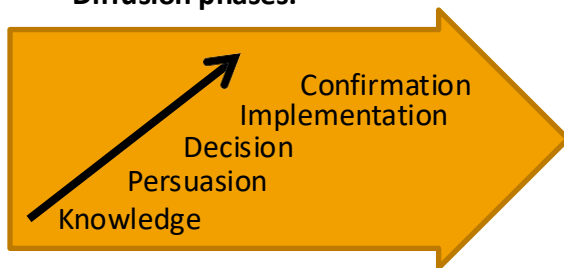 Diffusion phases:
Confirmation
Implementation
Decision
Persuasion
Knowledge